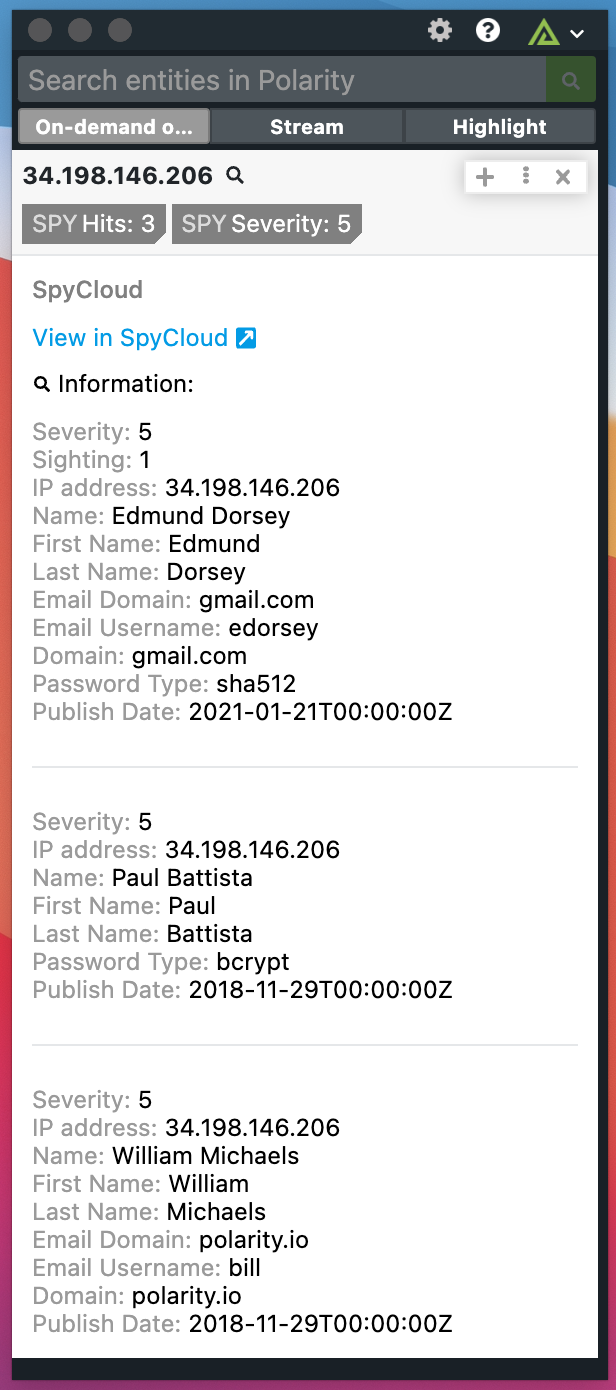 Search entities in Polarity
On-demand o... Stream Highlight
34.198.146.206
SPY Hits: 3 SPY Severity: 5
SpyCloud
View in SpyCloud
Information:
Severity: 5
Sighting: 1
IP address: 34.198.146.206
Name: Edmund Dorsey
First Name: Edmund
Last Name: Dorsey
Email Domain: gmail.com
Email Username: edorsey
Domain: gmail.com
Password Type: sha512
Publish Date: 2021-01-21T00:00:00Z
Severity: 5
IP address: 34.198.146.206
Name: Paul Battista
First Name: Paul
Last Name: Battista
Password Type: bcrypt
Publish Date: 2018-11-29T00:00:00Z
Severity: 5
IP address: 34.198.146.206
Name: William Michaels
First Name: William
Last Name: Michaels
Email Domain: polarity.io
Email Username: bill
Domain: polarity.io
Publish Date: 2018-11-29T00:00:00Z